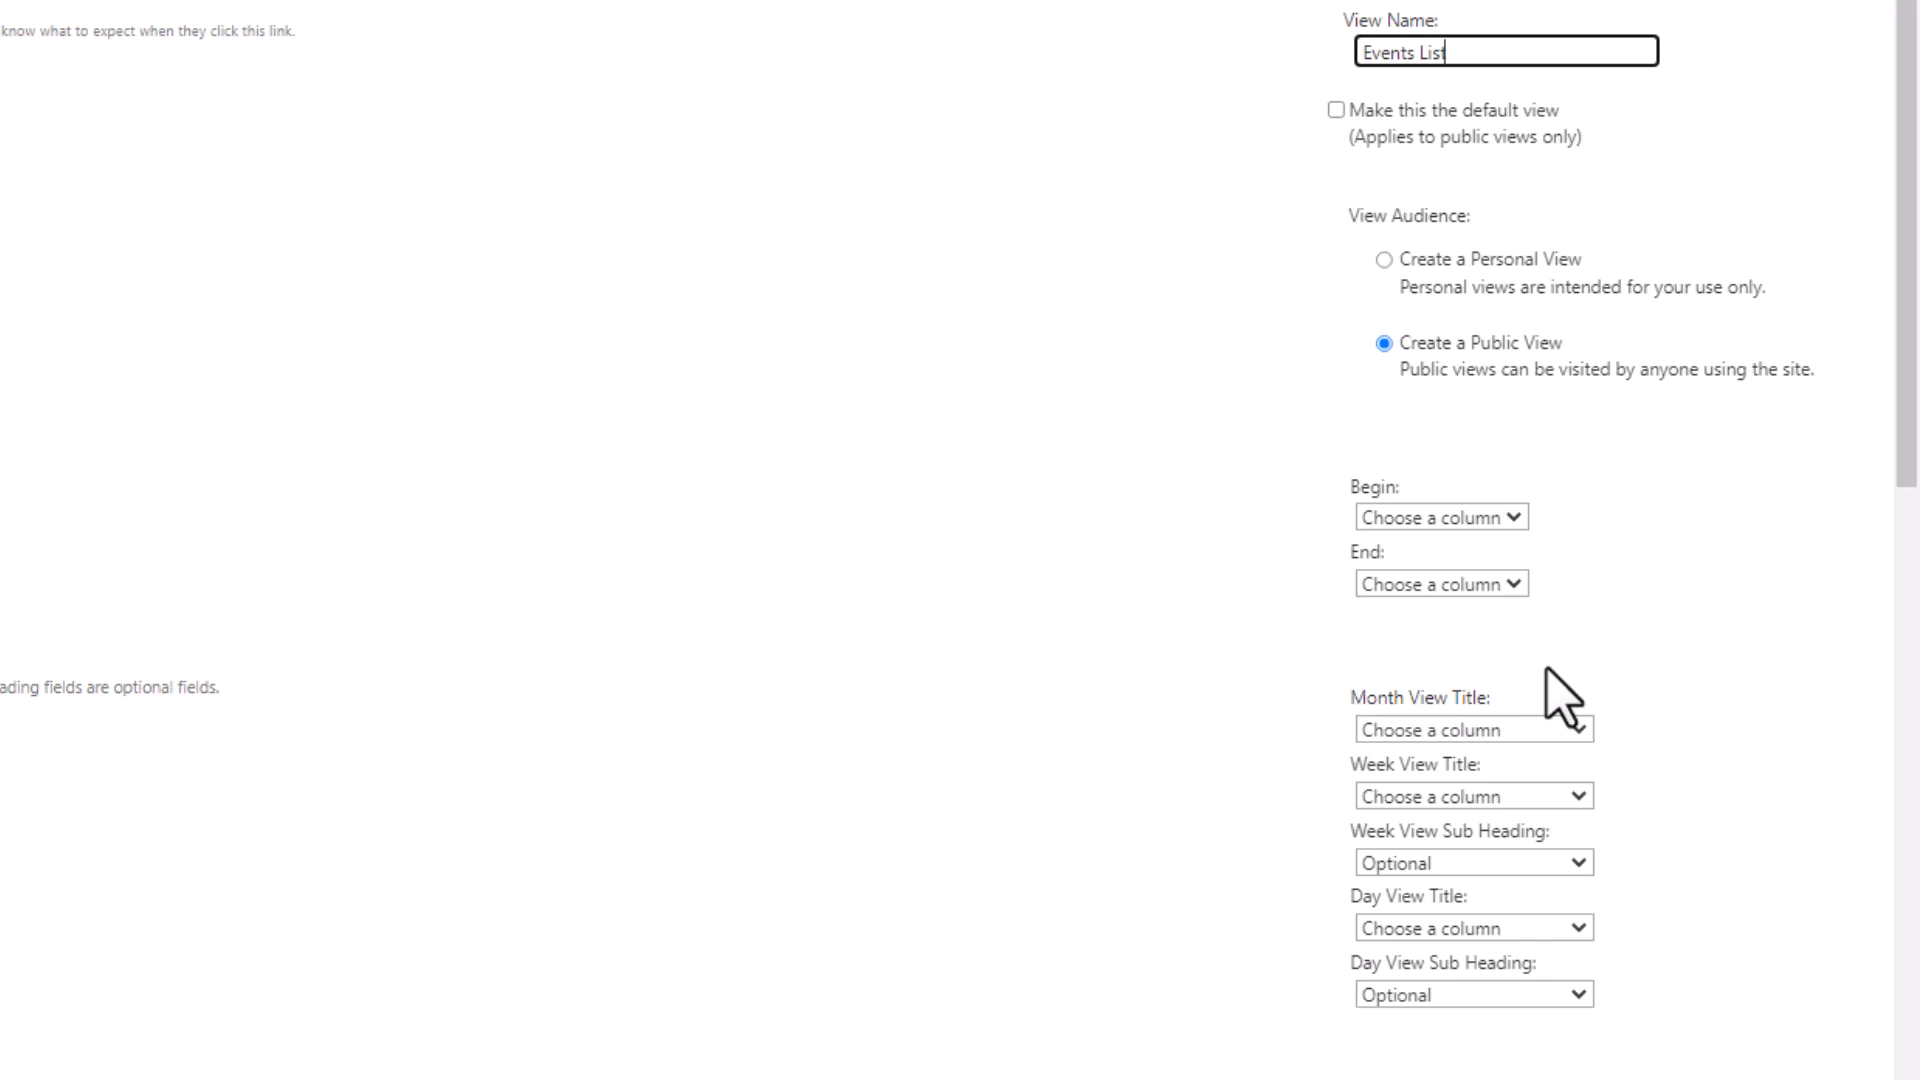 know what to expect when they click this link.
View Name:
Events List
Make this the default view
(Applies to public views only)
View Audience:
Create a Personal View
Personal views are intended for your use only.
Create a Public View
Public views can be visited by anyone using the site.
Begin:
Choose a column
End:
Choose a column
ading fields are optional fields.
Month View Title:
Choose a column
Week View Title:
Choose a column
Week View Sub Heading:
Optional
Day View Title:
Choose a column
Day View Sub Heading:
Optional